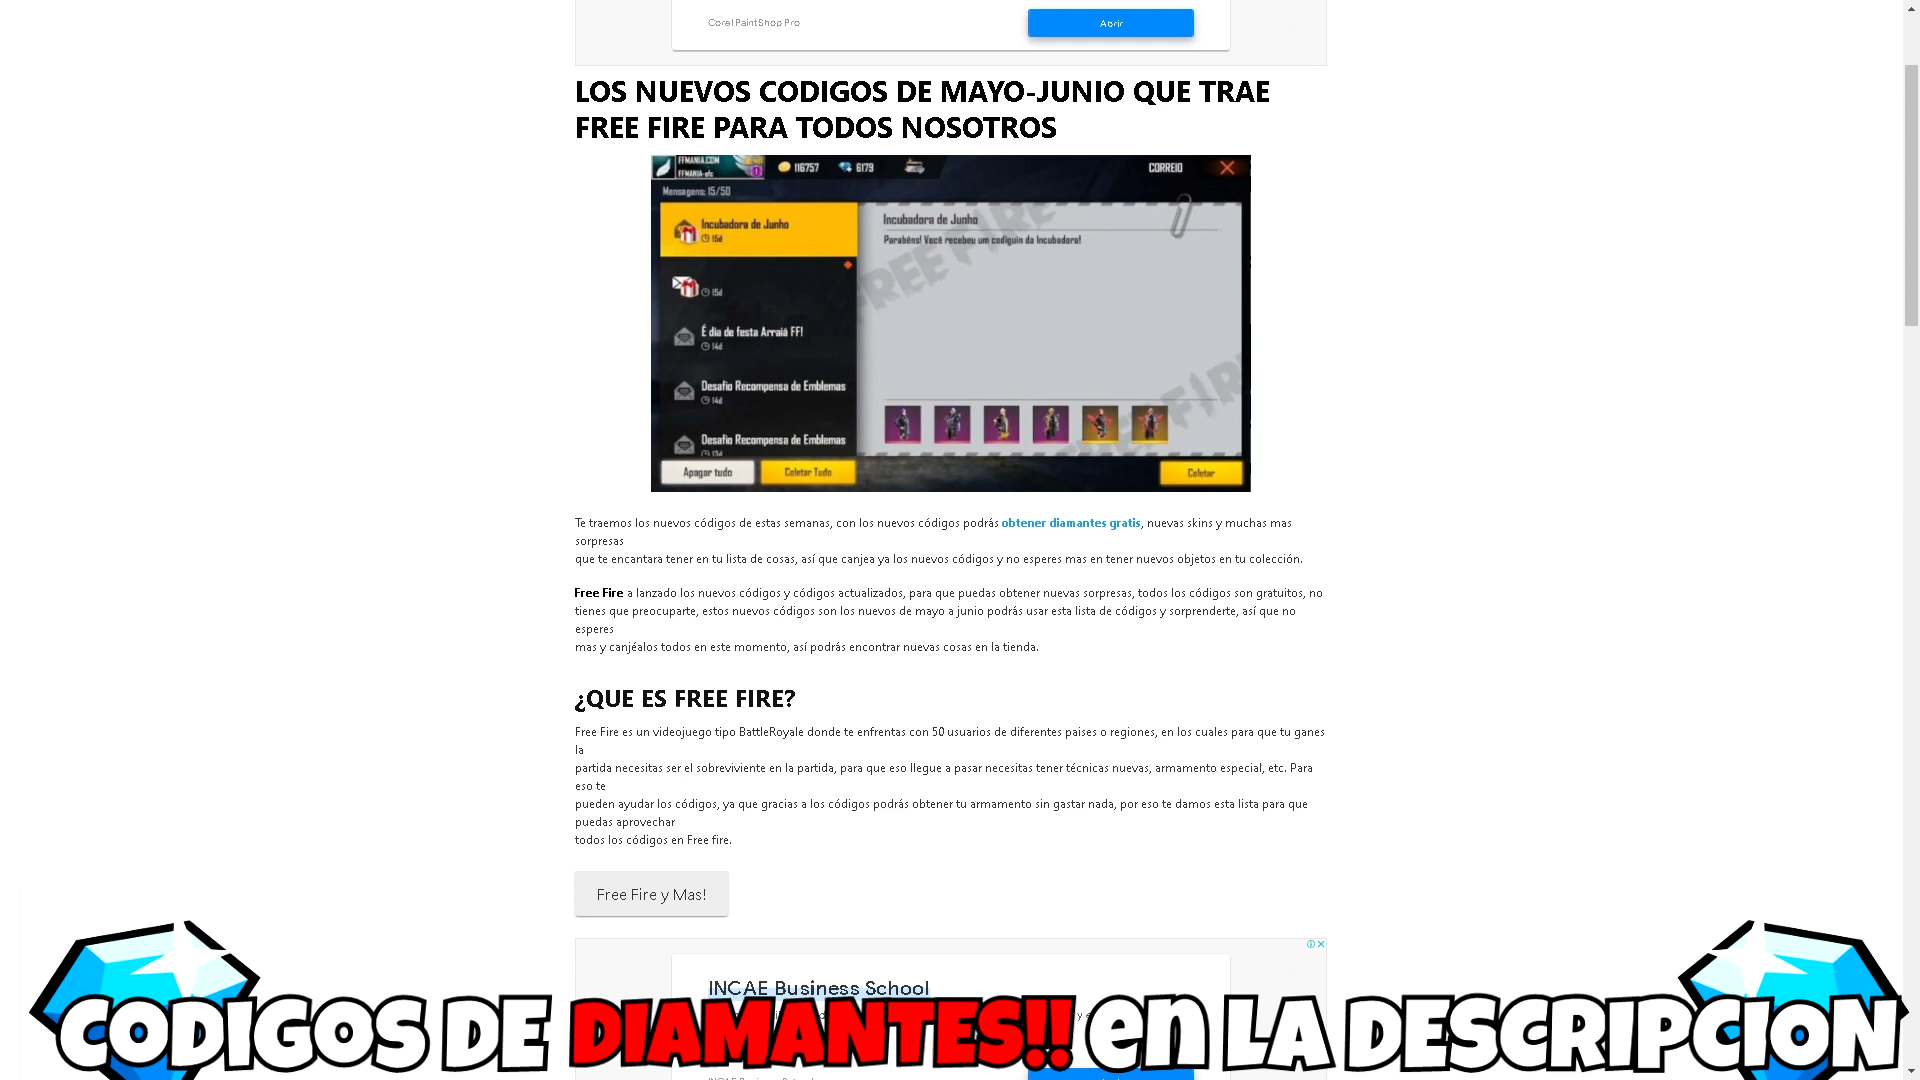 Corel PaintShop Pro
Abrir
LOS NUEVOS CODIGOS DE MAYO-JUNIO QUE TRAE
FREE FIRE PARA TODOS NOSOTROS
FFMANIA.COM
FFMANIA-ofc
116757
6179
CORREIO
Mensagens: 15/50
Incubadora de Junho
15d
15d
É dia de festa Arraiá FF!
14d
Desafio Recompensa de Emblemas
14d
Desafio Recompensa de Emblemas
13d
Apagar tudo
Coletar Tudo
Incubadora de Junho
Parabéns! Você recebeu um codiguin da Incubadora!
FREE FIRE
FREE FIRE
Coletar
Te traemos los nuevos códigos de estas semanas, con los nuevos códigos podrás obtener diamantes gratis, nuevas skins y muchas mas
sorpresas
que te encantara tener en tu lista de cosas, así que canjea ya los nuevos códigos y no esperes mas en tener nuevos objetos en tu colección.
Free Fire a lanzado los nuevos códigos y códigos actualizados, para que puedas obtener nuevas sorpresas, todos los códigos son gratuitos, no
tienes que preocuparte, estos nuevos códigos son los nuevos de mayo a junio podrás usar esta lista de códigos y sorprenderte, así que no
esperes
mas y canjéalos todos en este momento, así podrás encontrar nuevas cosas en la tienda.
¿QUE ES FREE FIRE?
Free Fire es un videojuego tipo BattleRoyale donde te enfrentas con 50 usuarios de diferentes paises o regiones, en los cuales para que tu ganes
la
partida necesitas ser el sobreviviente en la partida, para que eso llegue a pasar necesitas tener técnicas nuevas, armamento especial, etc. Para
eso te
pueden ayudar los códigos, ya que gracias a los códigos podrás obtener tu armamento sin gastar nada, por eso te damos esta lista para que
puedas aprovechar
todos los códigos en Free fire.
Free Fire y Mas!
INCAE Business School
CODIGOS DE DIAMANTES!! en LA DESCRIPCION